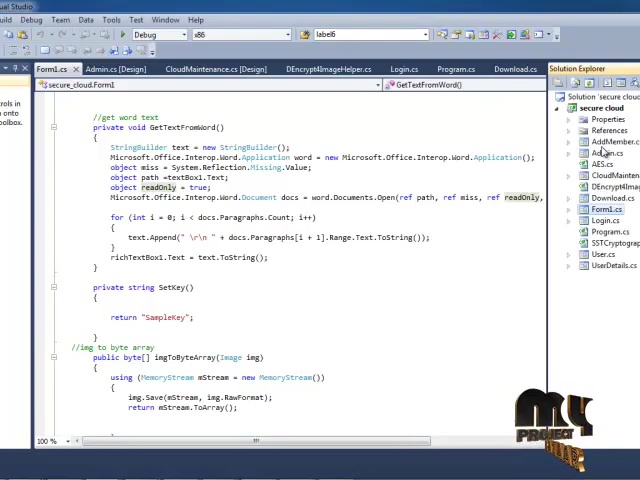 ual Studio
uild Debug Team Data Tools Test Window Help
Debug x86 label6
Form1.cs Admin.cs [Design] CloudMaintenance.cs [Design] DEncrypt4ImageHelper.cs Login.cs Program.cs Download.cs Solution Explorer
secure_cloud.Form1 GetTextFromWord()
Solution 'secure cloud
secure cloud
Properties
References
AddMember.c
Admin.cs
AES.cs
CloudMainten
DEncrypt4Imag
Download.cs
Form1.cs
Login.cs
Program.cs
SSTCryptograp
User.cs
UserDetails.cs
trols in
m onto
oolbox.
//get word text
private void GetTextFromWord()
{
StringBuilder text = new StringBuilder();
Microsoft.Office.Interop.Word.Application word = new Microsoft.Office.Interop.Word.Application();
object miss = System.Reflection.Missing.Value;
object path =textBox1.Text;
object readOnly = true;
Microsoft.Office.Interop.Word.Document docs = word.Documents.Open(ref path, ref miss, ref readOnly,
for (int i = 0; i < docs.Paragraphs.Count; i++)
{
text.Append(" \r\n " + docs.Paragraphs[i + 1].Range.Text.ToString());
}
richTextBox1.Text = text.ToString();
}
private string SetKey()
{
return "SampleKey";
}
//img to byte array
public byte[] imgToByteArray(Image img)
{
using (MemoryStream mStream = new MemoryStream())
{
img.Save(mStream, img.RawFormat);
return mStream.ToArray();
100 %
MY
PROJECT